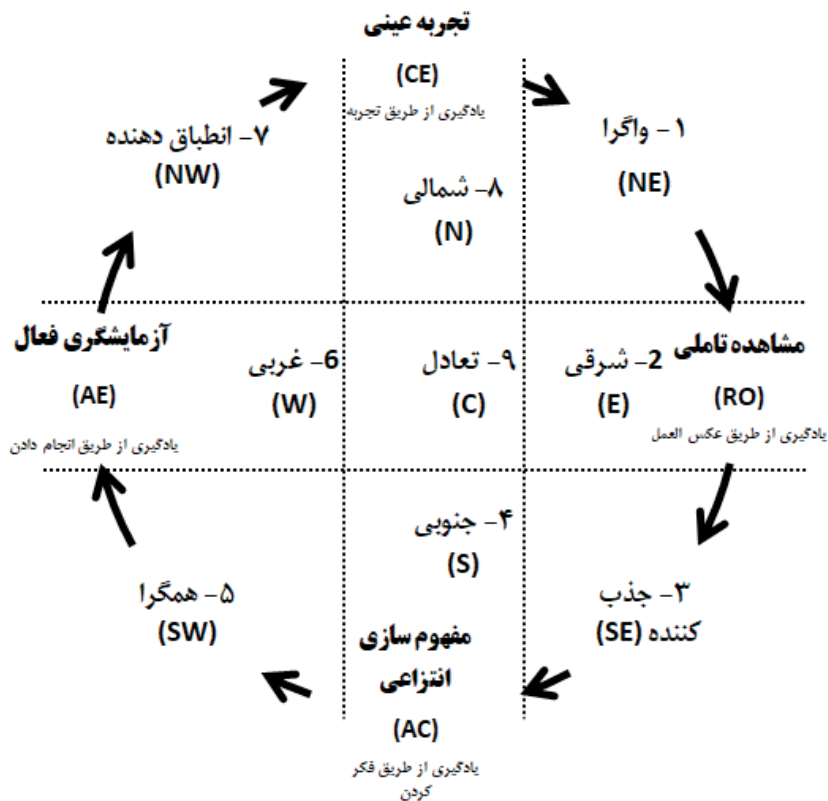 تجربه عینی
(CE)
یادگیری از طریق تجربه
۱- واگرا
(NE)
۷- انطباق دهنده
(NW)
۸- شمالی
(N)
مشاهده تاملی
(RO)
یادگیری از طریق عکس العمل
2- شرقی
(E)
۹- تعادل
(C)
6- غربی
(W)
آزمایشگری فعال
(AE)
یادگیری از طریق انجام دادن
۴- جنوبی
(S)
۳- جذب
کننده (SE)
۵- همگرا
(SW)
مفهوم سازی
انتزاعی
(AC)
یادگیری از طریق فکر
کردن